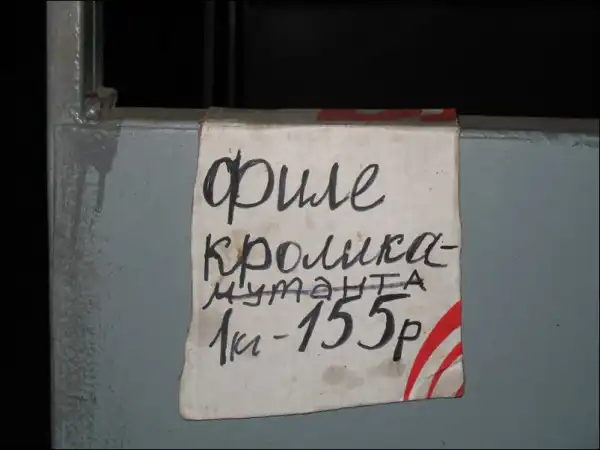 Филе
кролика-
мутанта
1кг-155р